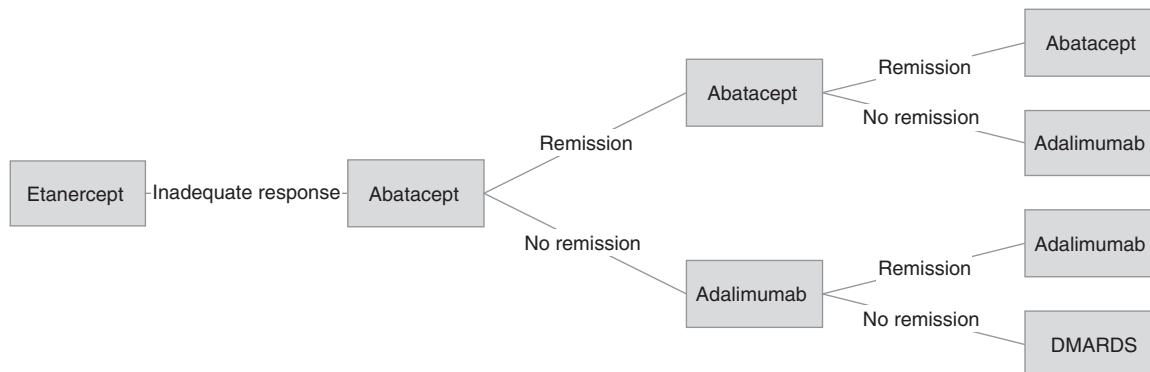 Abatacept
Remission
Abatacept
No remission
Remission
Adalimumab
Etanercept
Inadequate response
Abatacept
No remission
Adalimumab
Remission
Adalimumab
No remission
DMARDS